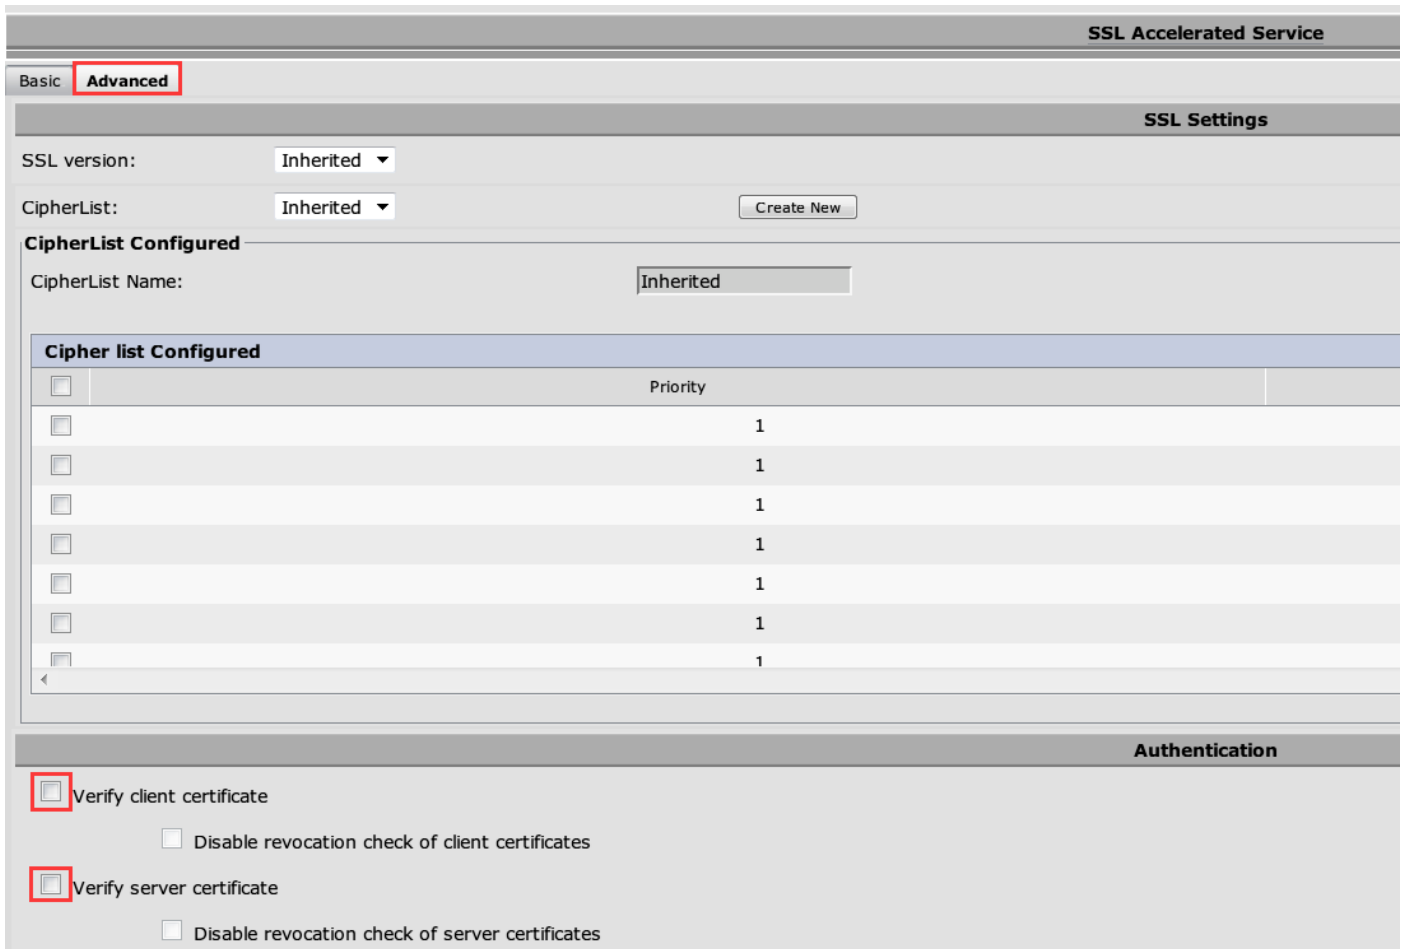 SSL Accelerated Service
Basic Advanced
SSL Settings
SSL version: Inherited
CipherList: Inherited Create New
CipherList Configured
CipherList Name: Inherited
Cipher list Configured
Priority
1
1
1
1
1
1
1
Authentication
Verify client certificate
Disable revocation check of client certificates
Verify server certificate
Disable revocation check of server certificates